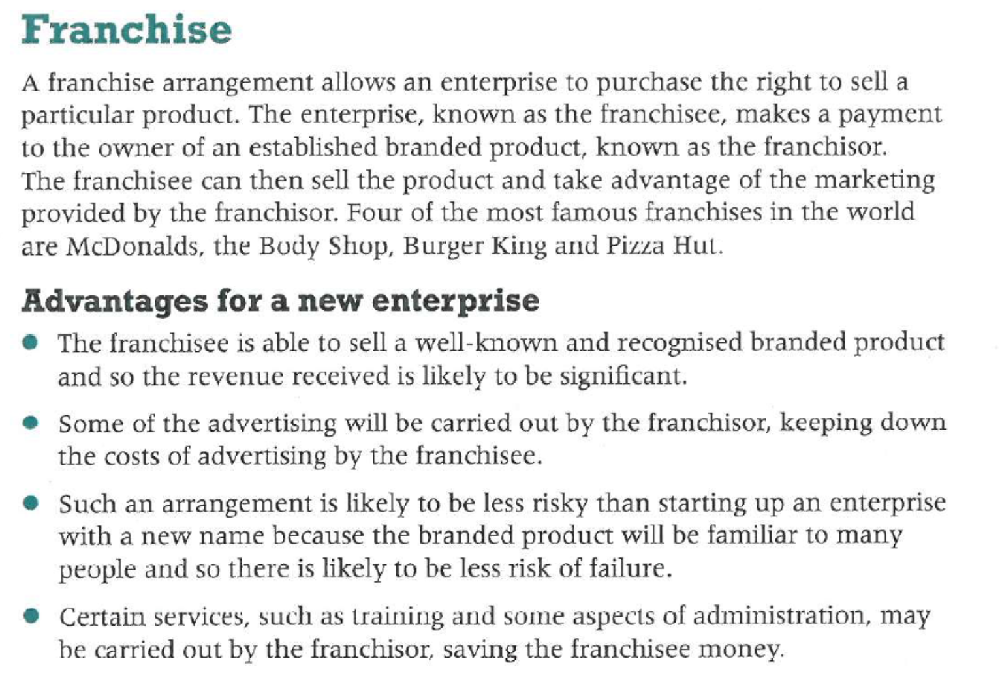 Franchise
A franchise arrangement allows an enterprise to purchase the right to sell a
particular product. The enterprise, known as the franchisee, makes a payment
to the owner of an established branded product, known as the franchisor.
The franchisee can then sell the product and take advantage of the marketing
provided by the franchisor. Four of the most famous franchises in the world
are McDonalds, the Body Shop, Burger King and Pizza Hut.
Advantages for a new enterprise
● The franchisee is able to sell a well-known and recognised branded product
and so the revenue received is likely to be significant.
● Some of the advertising will be carried out by the franchisor, keeping down
the costs of advertising by the franchisee.
● Such an arrangement is likely to be less risky than starting up an enterprise
with a new name because the branded product will be familiar to many
people and so there is likely to be less risk of failure.
● Certain services, such as training and some aspects of administration, may
be carried out by the franchisor, saving the franchisee money.